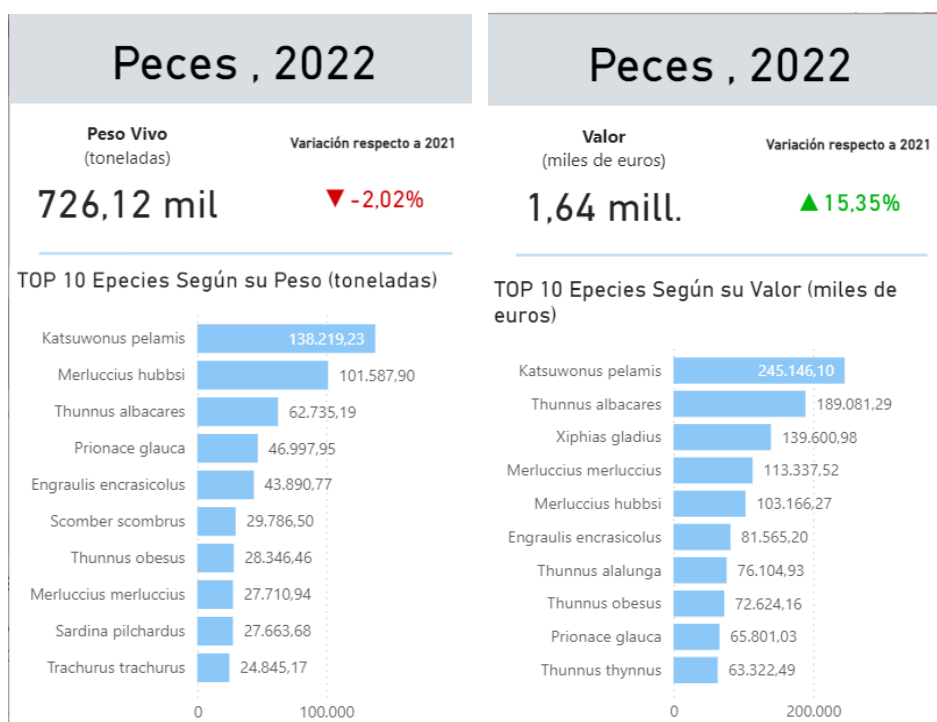 Peces , 2022
Peso Vivo
(toneladas)
Variación respecto a 2021
726,12 mil
▼ -2,02%
TOP 10 Epecies Según su Peso (toneladas)
Katsuwonus pelamis 138.219,23
Merluccius hubbsi 101.587,90
Thunnus albacares 62.735,19
Prionace glauca 46.997,95
Engraulis encrasicolus 43.890,77
Scomber scombrus 29.786,50
Thunnus obesus 28.346,46
Merluccius merluccius 27.710,94
Sardina pilchardus 27.663,68
Trachurus trachurus 24.845,17
0 100.000
Peces , 2022
Valor
(miles de euros)
Variación respecto a 2021
1,64 mill.
▲ 15,35%
TOP 10 Epecies Según su Valor (miles de
euros)
Katsuwonus pelamis 245.146,10
Thunnus albacares 189.081,29
Xiphias gladius 139.600,98
Merluccius merluccius 113.337,52
Merluccius hubbsi 103.166,27
Engraulis encrasicolus 81.565,20
Thunnus alalunga 76.104,93
Thunnus obesus 72.624,16
Prionace glauca 65.801,03
Thunnus thynnus 63.322,49
0 200.000